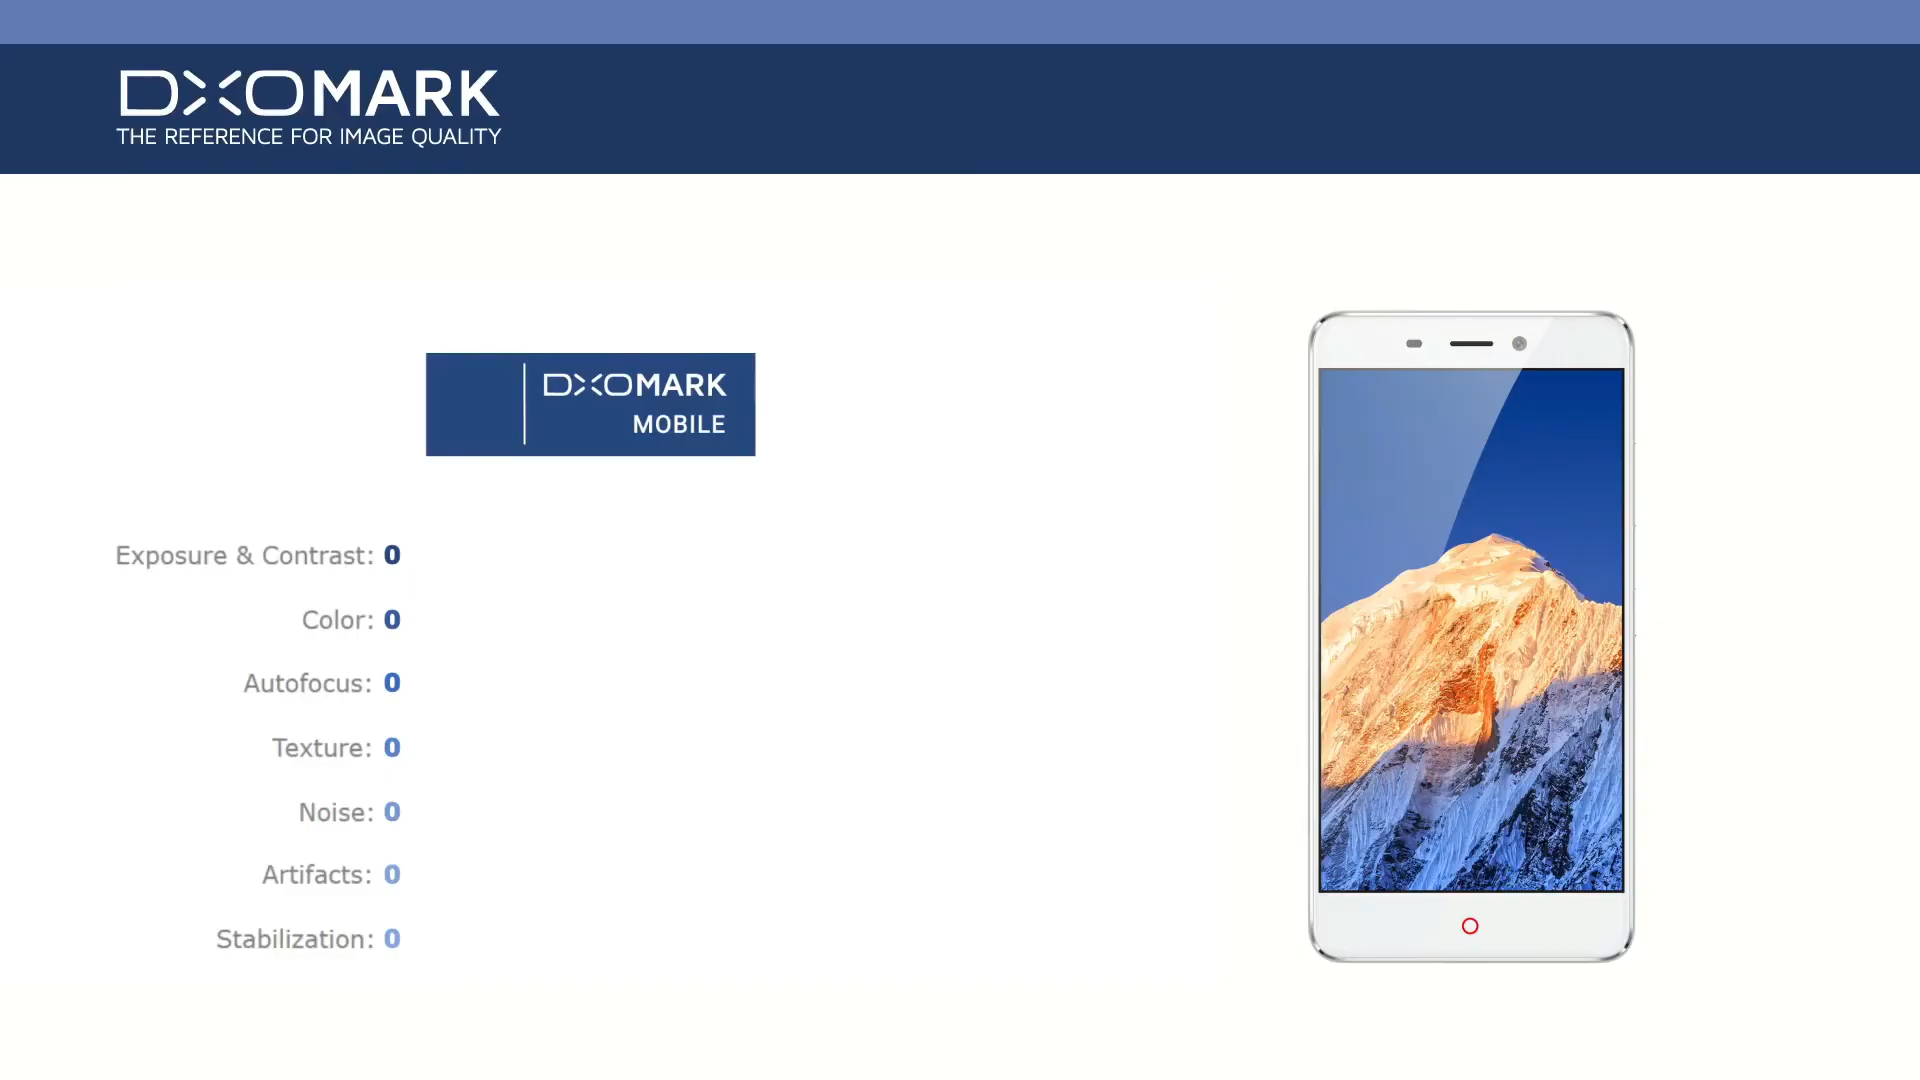 DXOMARK
THE REFERENCE FOR IMAGE QUALITY
DXOMARK
MOBILE
Exposure & Contrast: 0
Color: 0
Autofocus: 0
Texture: 0
Noise: 0
Artifacts: 0
Stabilization: 0